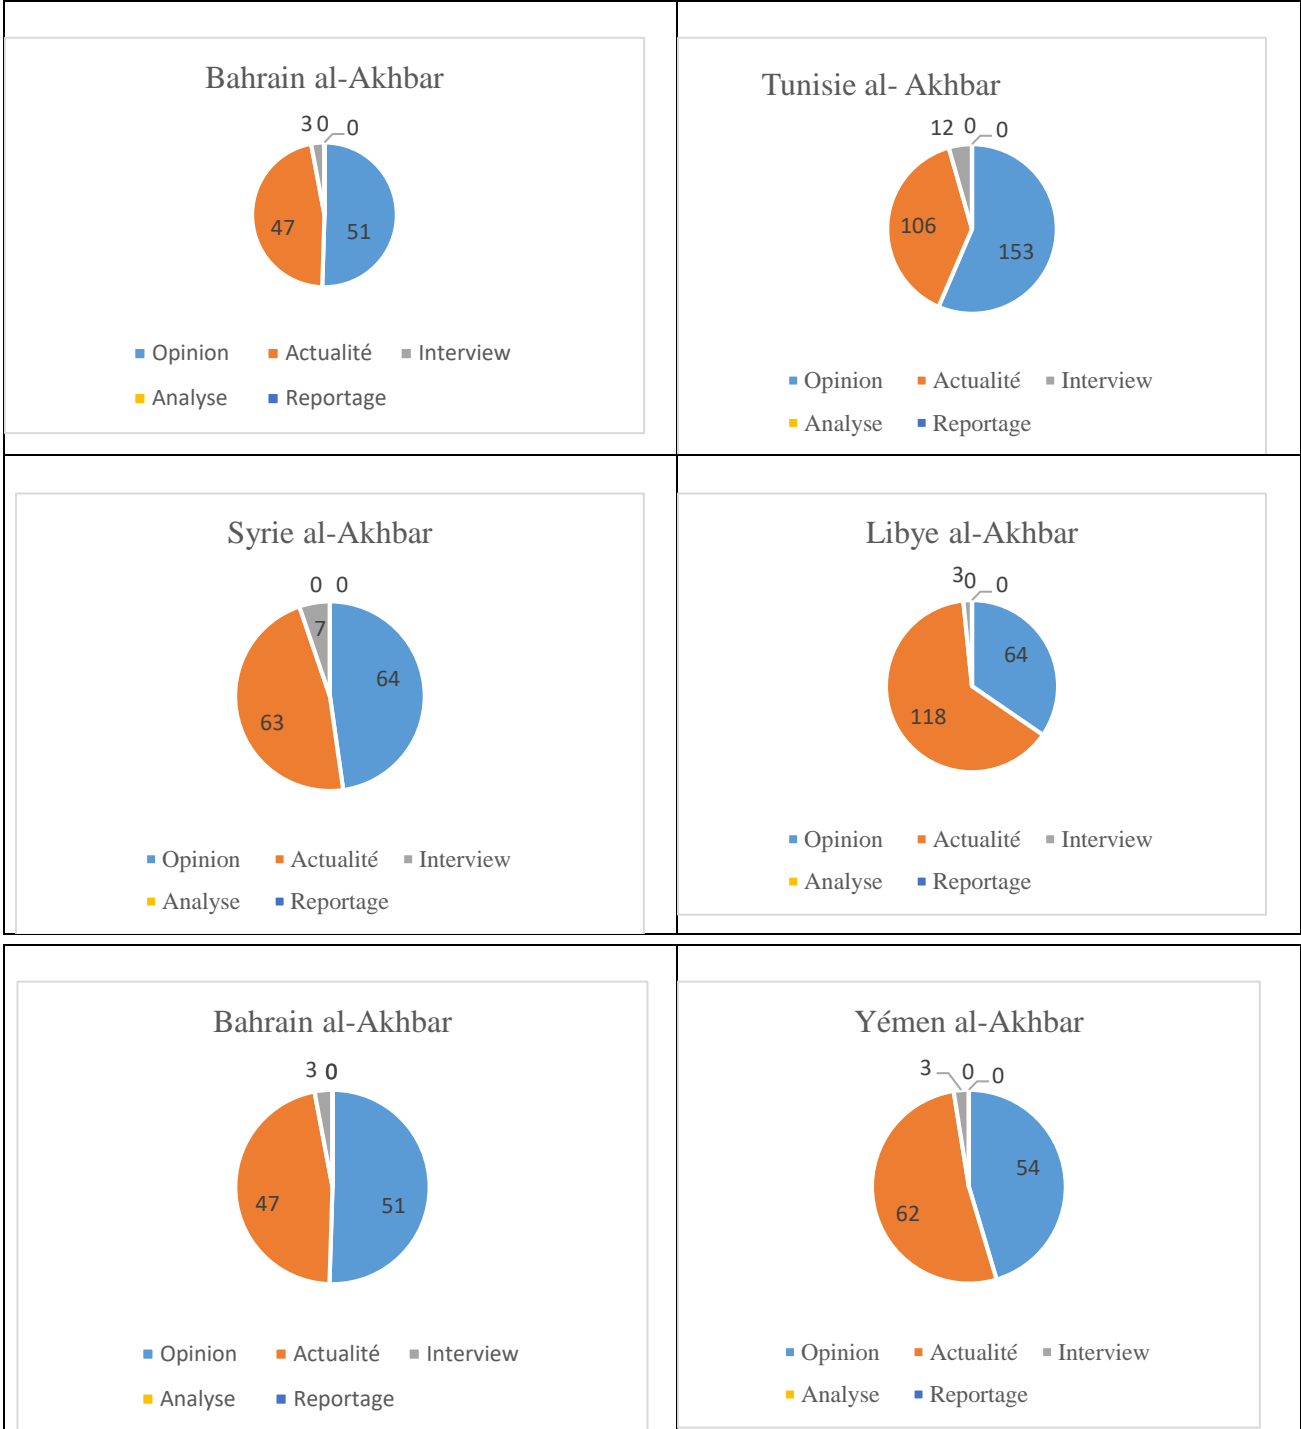 Bahrain al-Akhbar
3 0 0
47 51
Opinion Actualité Interview
Analyse Reportage
Tunisie al- Akhbar
12 0 0
106
153
Opinion Actualité Interview
Analyse Reportage
Syrie al-Akhbar
0 0
7
64
63
Opinion Actualité Interview
Analyse Reportage
Libye al-Akhbar
3 0 0
64
118
Opinion Actualité Interview
Analyse Reportage
Bahrain al-Akhbar
3 0
47 51
Opinion Actualité Interview
Analyse Reportage
Yémen al-Akhbar
3 0 0
54
62
Opinion Actualité Interview
Analyse Reportage